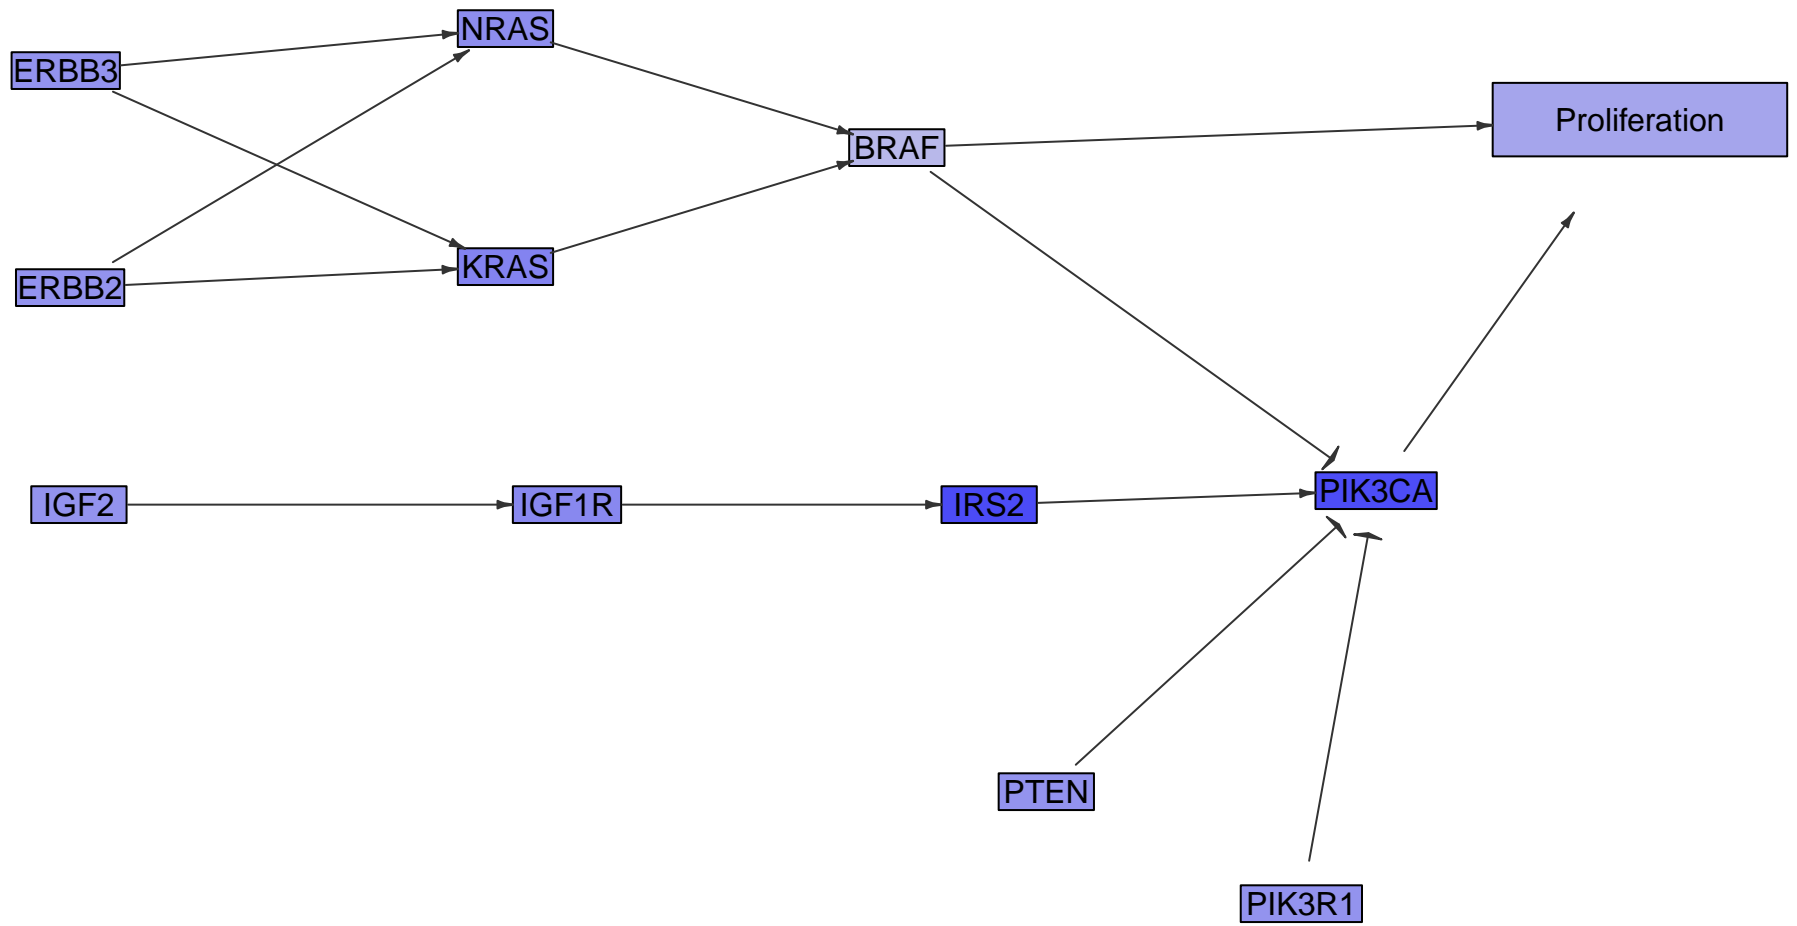 NRAS
ERBB3
Proliferation
BRAF
KRAS
ERBB2
PIK3CA
IGF2
IGF1R
IRS2
PTEN
PIK3R1